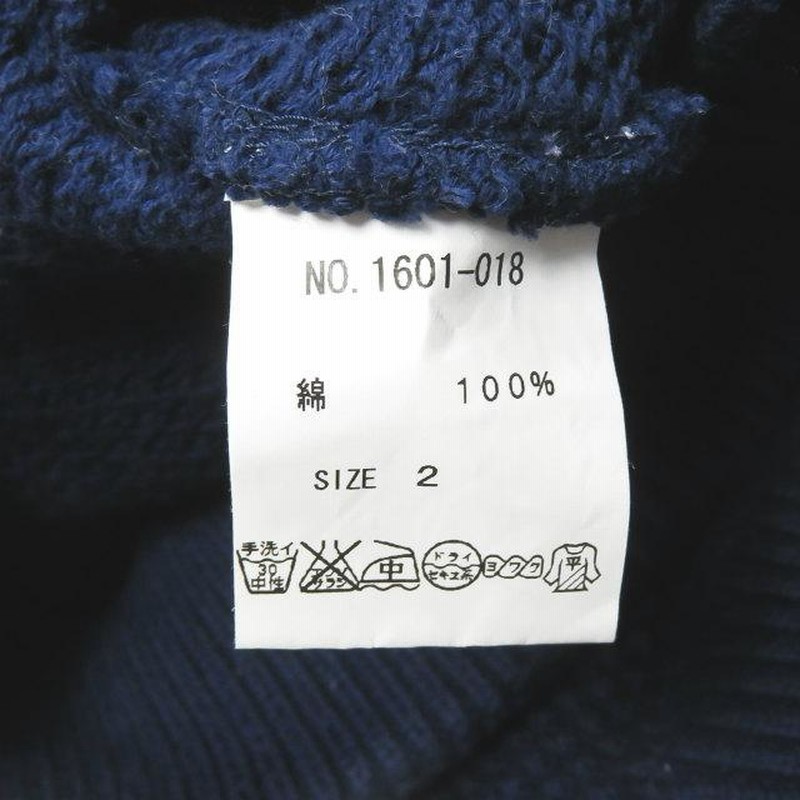 NO. 1601-018
綿 100%
SIZE 2
手洗イ
30
中性
エンソ
サラシ
中
ドライ
セキユ系
ヨワク
平